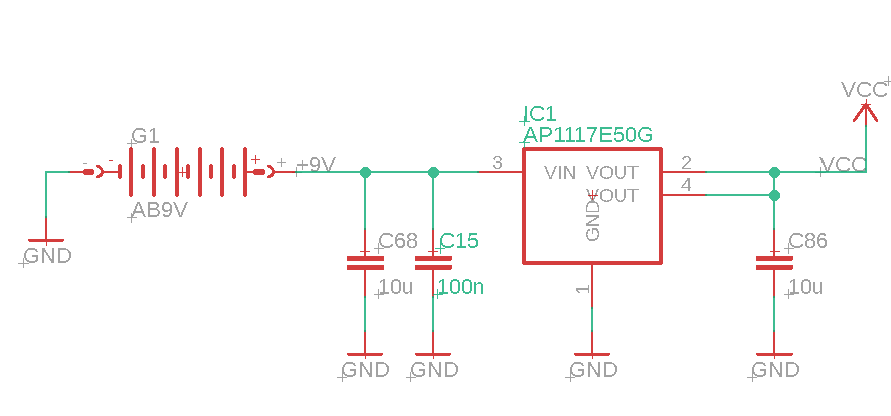 VCC
IC1
AP1117E50G
G1
- - + + +9V
3
VIN VOUT
2
VCC
4
VOUT
GND
AB9V
C68
C15
C86
GND
10u
100n
1
10u
GND
GND
GND
GND